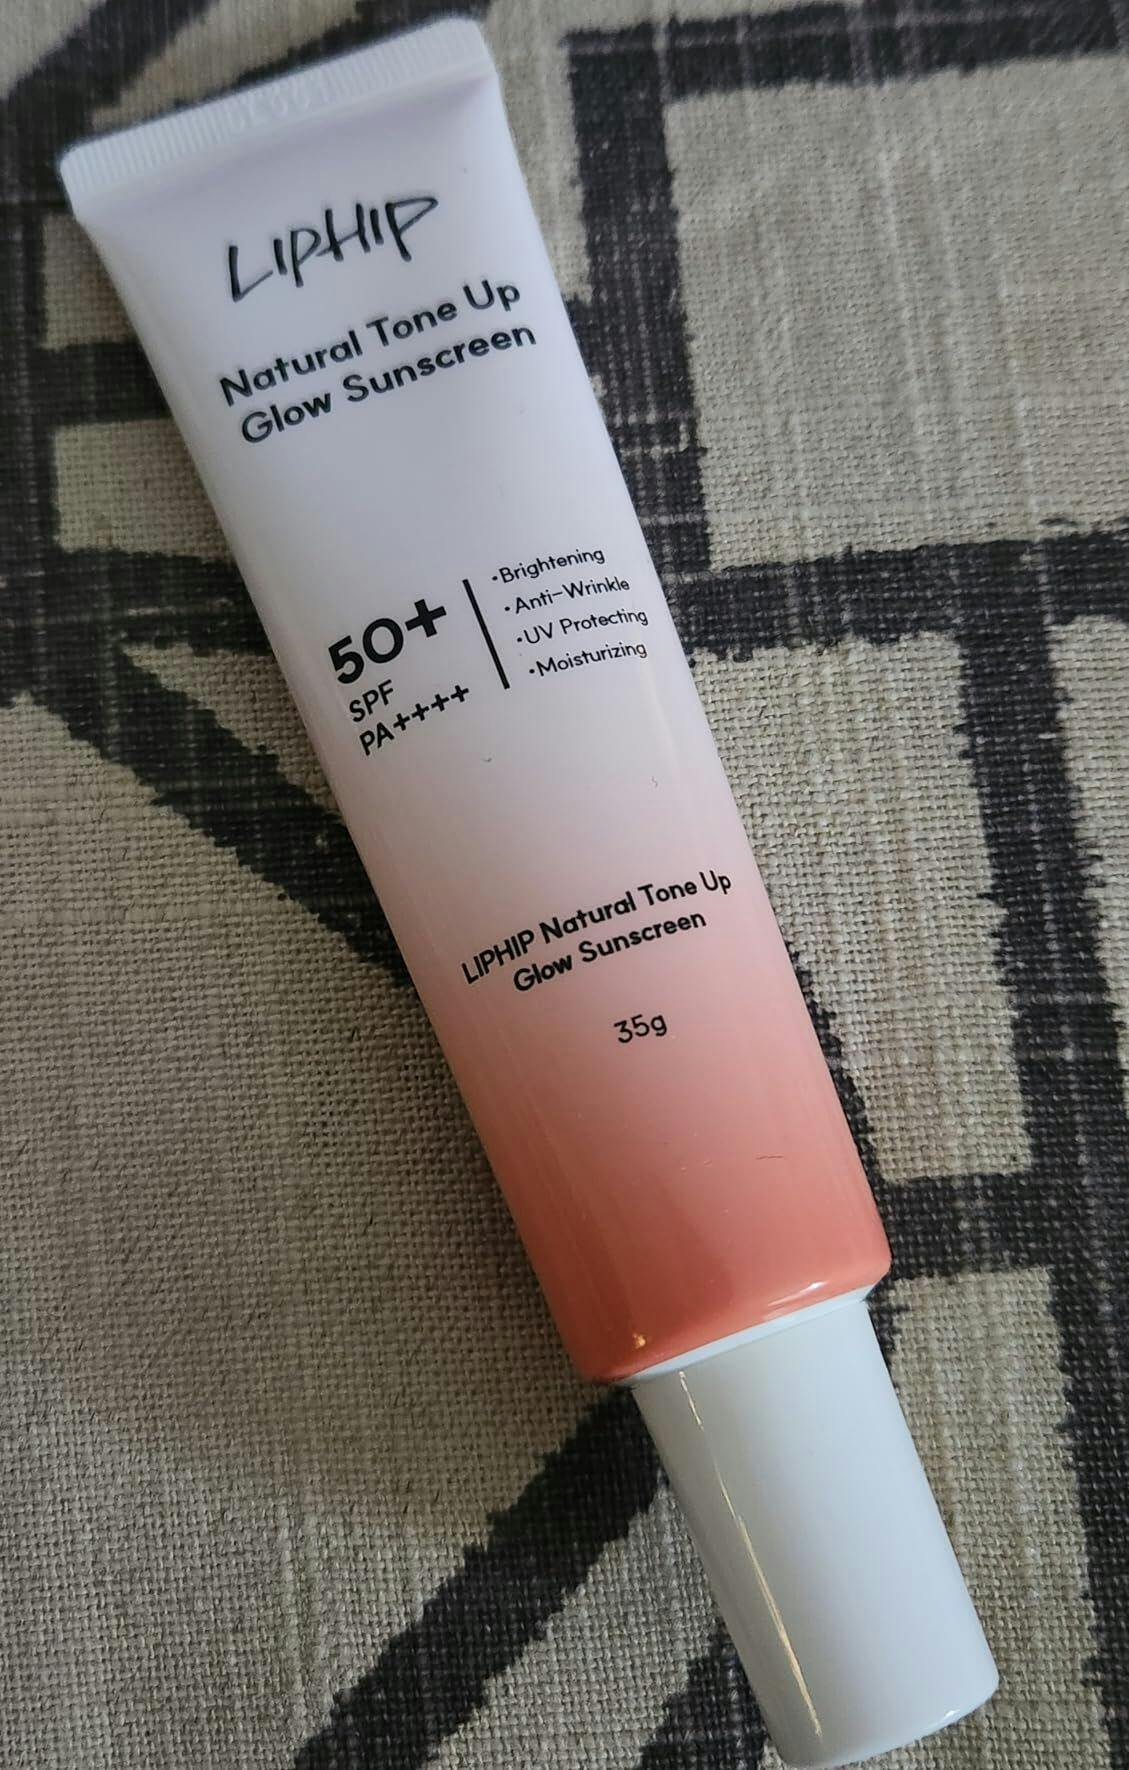 LIPHIP
Natural Tone Up
Glow Sunscreen
50+
SPF
PA++++
•Brightening
•Anti-Wrinkle
•UV Protecting
•Moisturizing
LIPHIP Natural Tone Up
Glow Sunscreen
35g